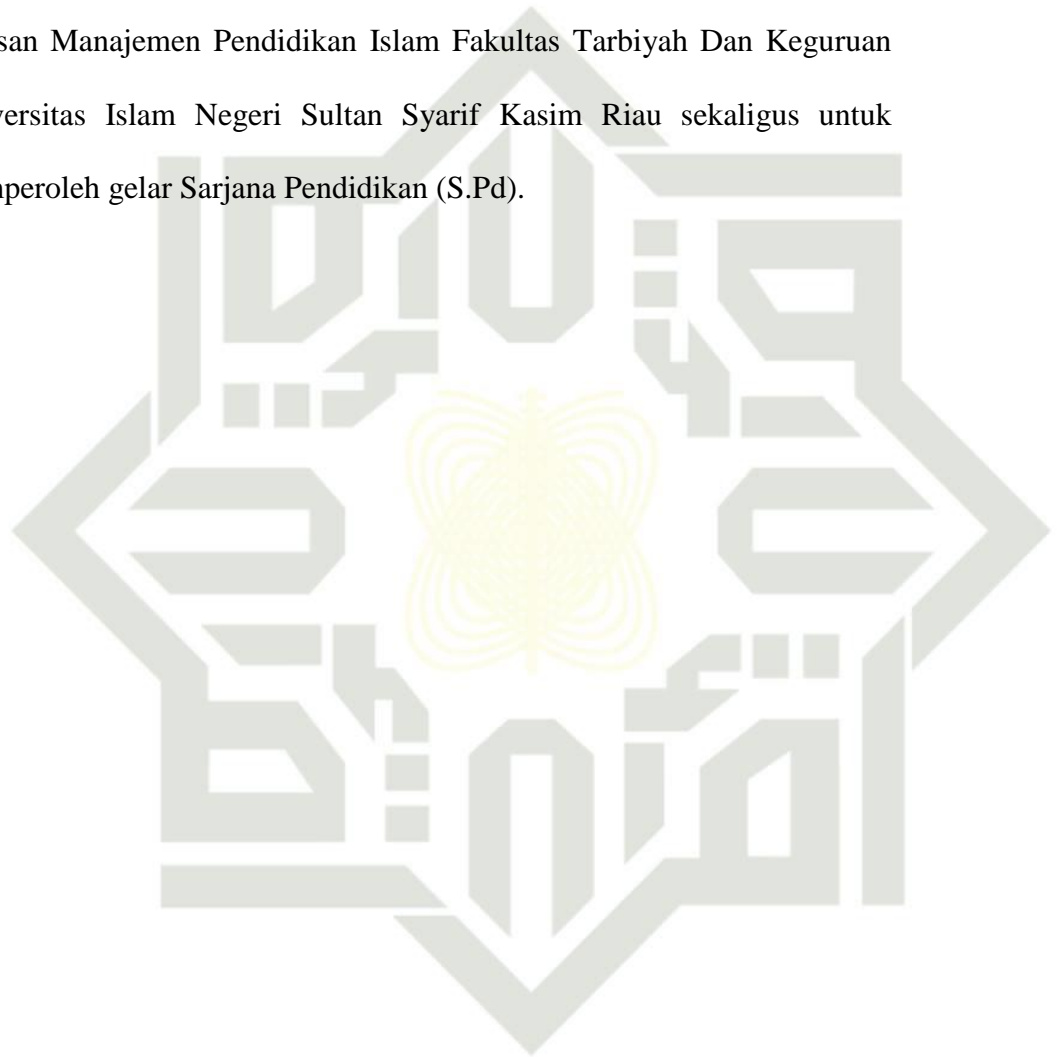 san Manajemen Pendidikan Islam Fakultas Tarbiyah Dan Keguruan
versitas Islam Negeri Sultan Syarif Kasim Riau sekaligus untuk
peroleh gelar Sarjana Pendidikan (S.Pd).